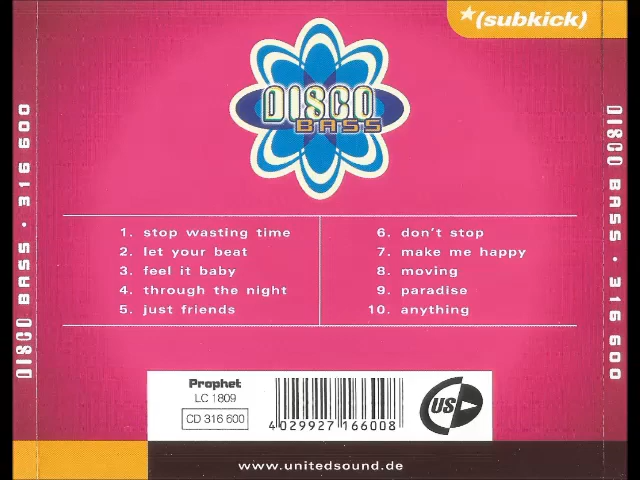 *(subkick)
DISCO
BASS
DISCO BASS · 316 600
DISCO BASS · 316 600
1. stop wasting time
2. let your beat
3. feel it baby
4. through the night
5. just friends
6. don't stop
7. make me happy
8. moving
9. paradise
10. anything
Prophet
LC 1809
CD 316 600
4 029927 166008
US
www.unitedsound.de